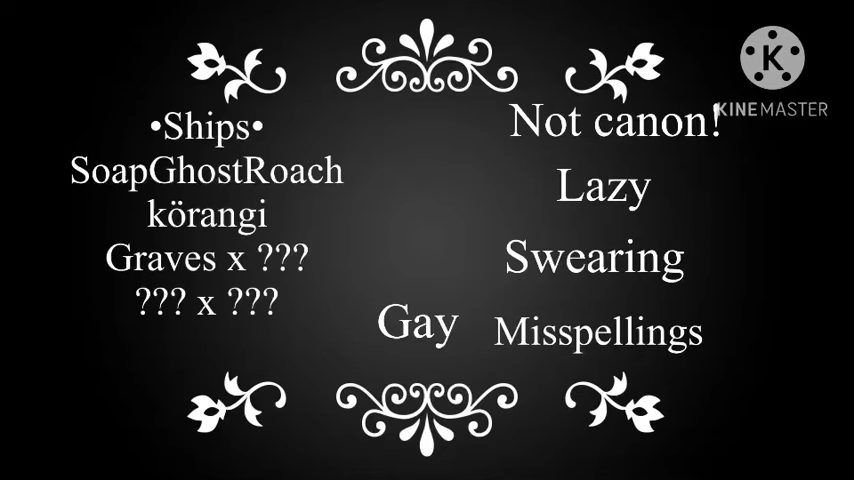 •Ships•
SoapGhostRoach
körangi
Graves x ???
??? x ???
Not canon!
Lazy
Swearing
Gay
Misspellings
K
KINEMASTER